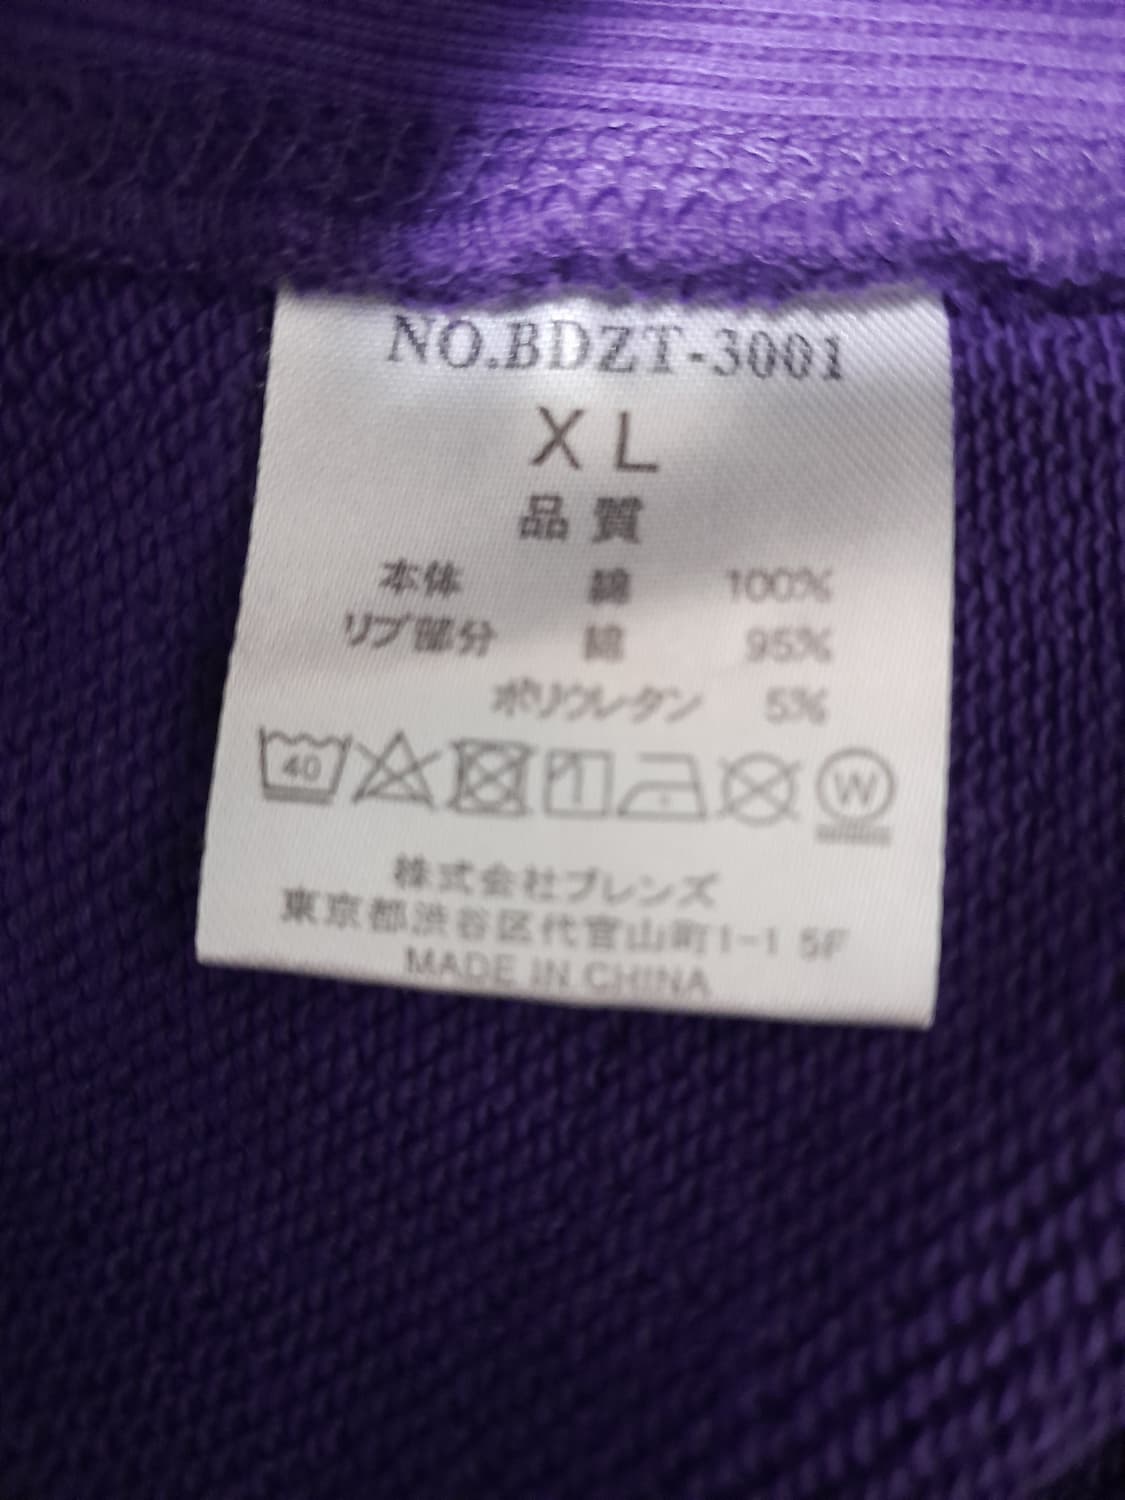 NO.BDZT-3001
XL
品質
本体 綿 100%
リブ部分 綿 95%
ポリウレタン 5%
40 W
株式会社ブレンズ
東京都渋谷区代官山町1-1 5F
MADE IN CHINA